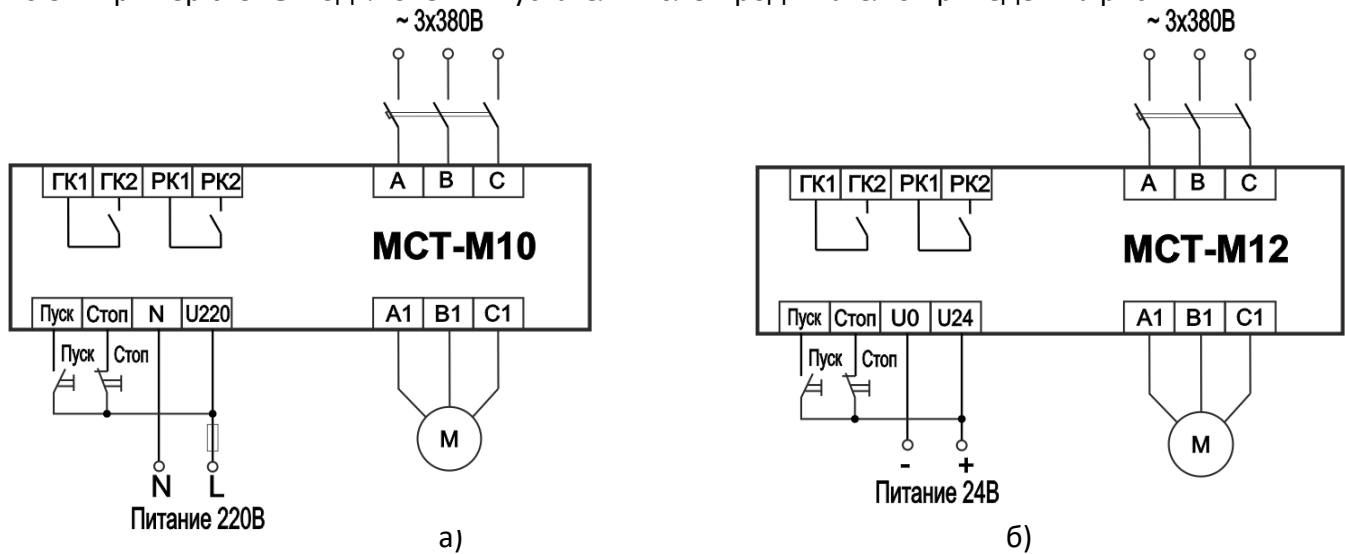 ~ 3х380В
ГК1 ГК2 РК1 РК2
A B C
МСТ-М10
Пуск Стоп N U220
A1 B1 C1
Пуск Стоп
M
N L
Питание 220В
а)
~ 3х380В
ГК1 ГК2 РК1 РК2
A B C
МСТ-М12
Пуск Стоп U0 U24
A1 B1 C1
Пуск Стоп
M
- +
Питание 24В
б)